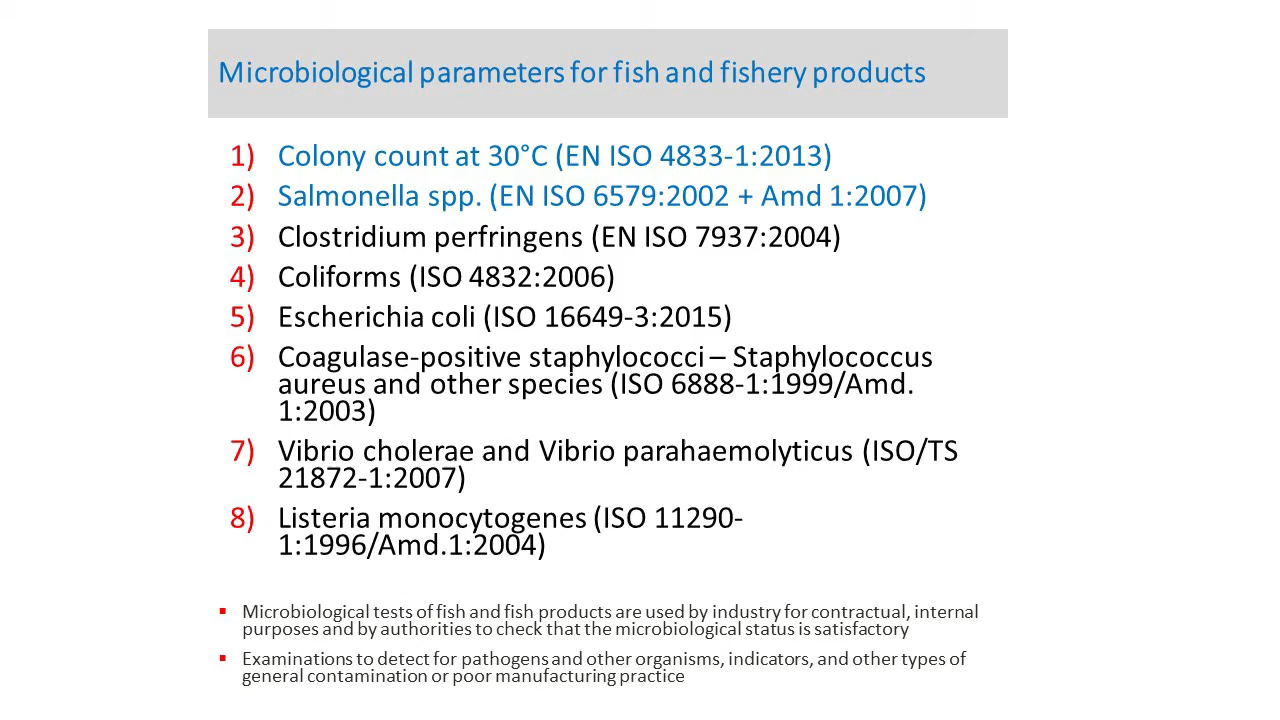 Microbiological parameters for fish and fishery products
1) Colony count at 30°C (EN ISO 4833-1:2013)
2) Salmonella spp. (EN ISO 6579:2002 + Amd 1:2007)
3) Clostridium perfringens (EN ISO 7937:2004)
4) Coliforms (ISO 4832:2006)
5) Escherichia coli (ISO 16649-3:2015)
6) Coagulase-positive staphylococci – Staphylococcus
aureus and other species (ISO 6888-1:1999/Amd.
1:2003)
7) Vibrio cholerae and Vibrio parahaemolyticus (ISO/TS
21872-1:2007)
8) Listeria monocytogenes (ISO 11290-
1:1996/Amd.1:2004)
▪ Microbiological tests of fish and fish products are used by industry for contractual, internal
purposes and by authorities to check that the microbiological status is satisfactory
▪ Examinations to detect for pathogens and other organisms, indicators, and other types of
general contamination or poor manufacturing practice